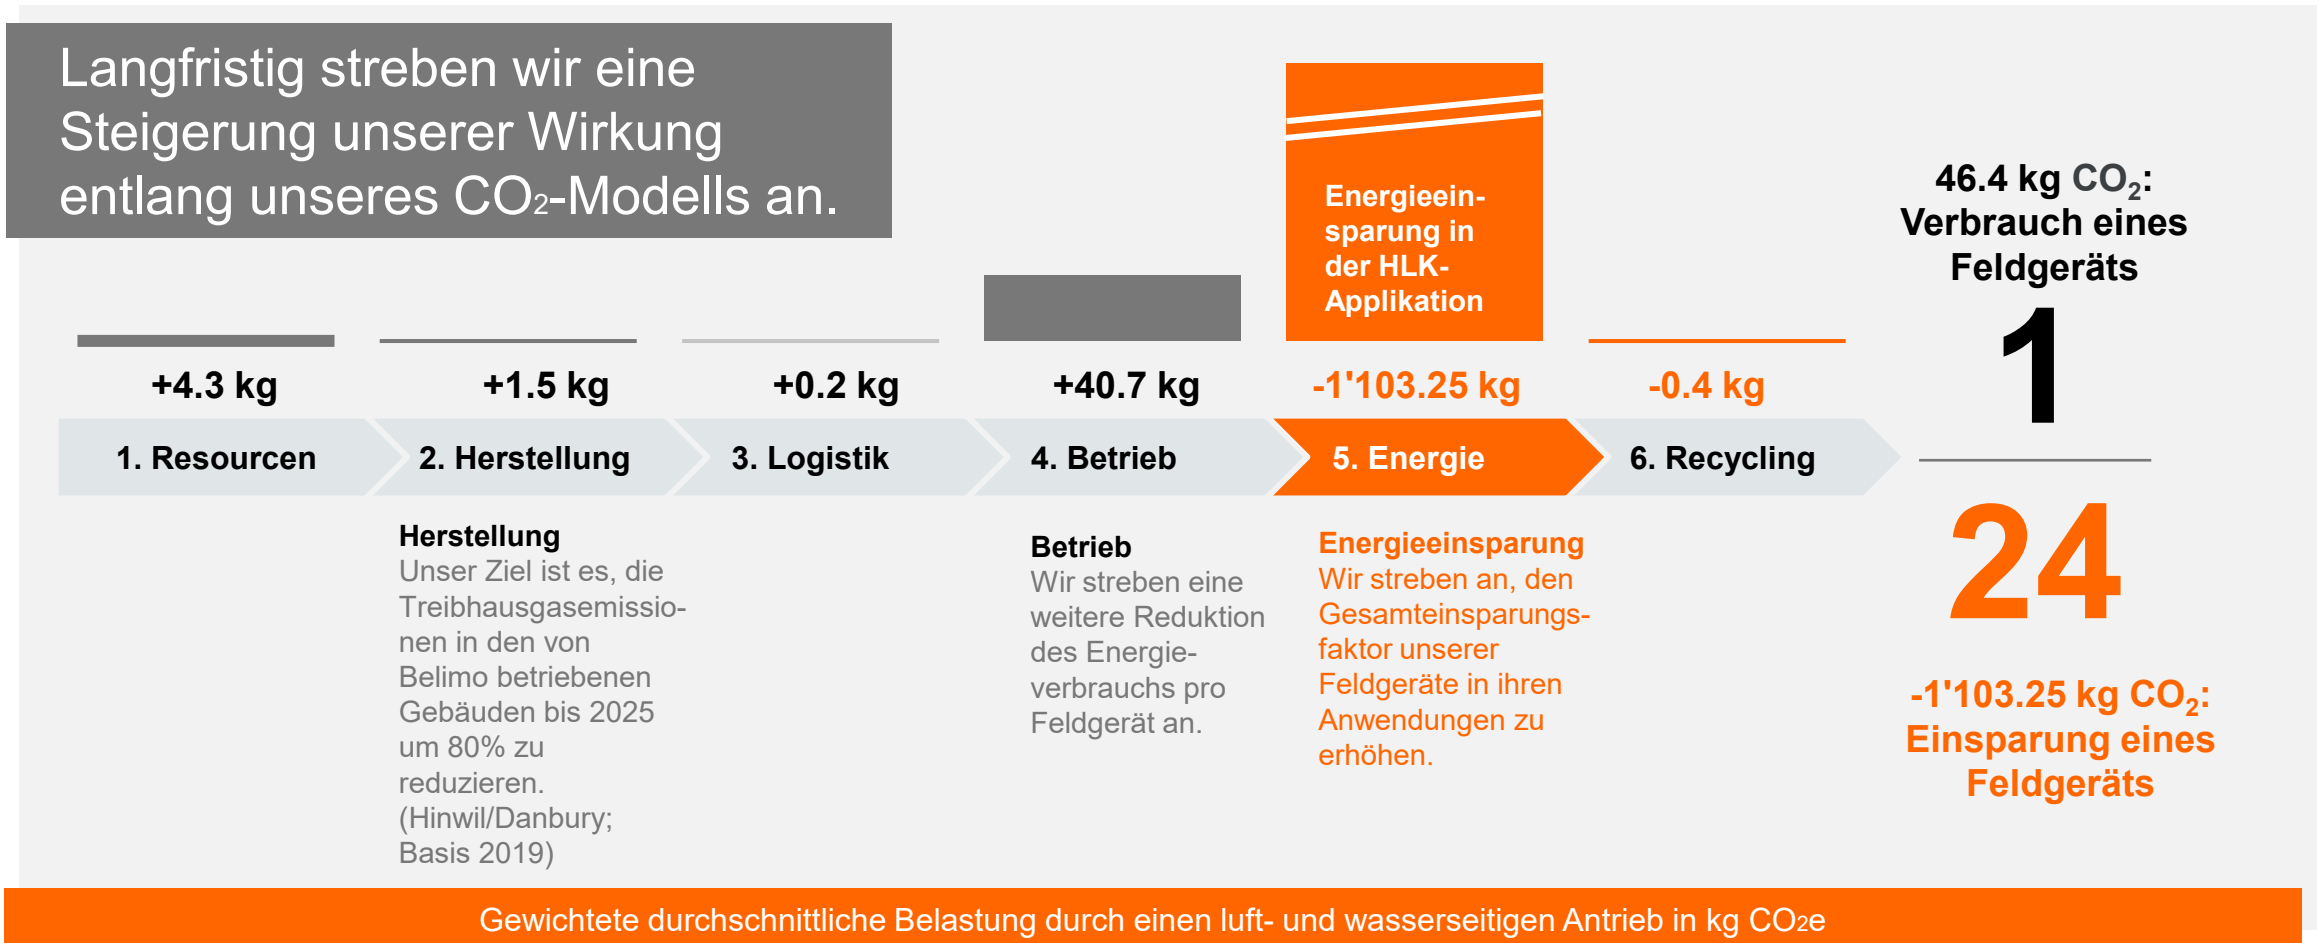 Langfristig streben wir eine
Steigerung unserer Wirkung
entlang unseres CO₂-Modells an.
Energieein-
sparung in
der HLK-
Applikation
+4.3 kg
+1.5 kg
+0.2 kg
+40.7 kg
-1'103.25 kg
-0.4 kg
1. Resourcen
2. Herstellung
3. Logistik
4. Betrieb
5. Energie
6. Recycling
Herstellung
Unser Ziel ist es, die
Treibhausgasemissio-
nen in den von
Belimo betriebenen
Gebäuden bis 2025
um 80% zu
reduzieren.
(Hinwil/Danbury;
Basis 2019)
Betrieb
Wir streben eine
weitere Reduktion
des Energie-
verbrauchs pro
Feldgerät an.
Energieeinsparung
Wir streben an, den
Gesamteinsparungs-
faktor unserer
Feldgeräte in ihren
Anwendungen zu
erhöhen.
46.4 kg CO₂:
Verbrauch eines
Feldgeräts
1
24
-1'103.25 kg CO₂:
Einsparung eines
Feldgeräts
Gewichtete durchschnittliche Belastung durch einen luft- und wasserseitigen Antrieb in kg CO₂e